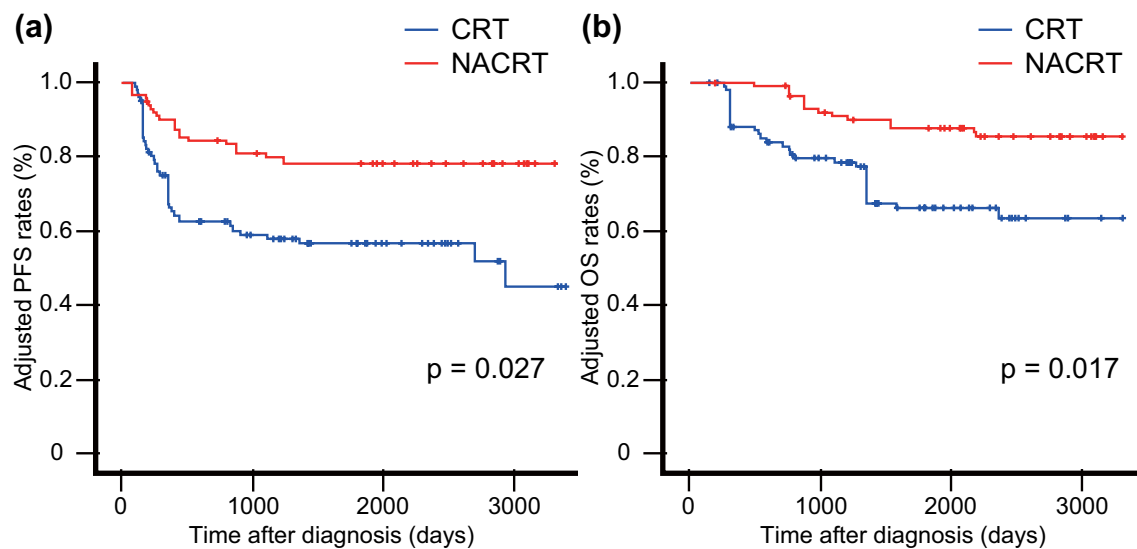 (a)
CRT
NACRT
1.0
0.8
0.6
0.4
0.2
0
Adjusted PFS rates (%)
p = 0.027
0 1000 2000 3000
Time after diagnosis (days)
(b)
CRT
NACRT
1.0
0.8
0.6
0.4
0.2
0
Adjusted OS rates (%)
p = 0.017
0 1000 2000 3000
Time after diagnosis (days)